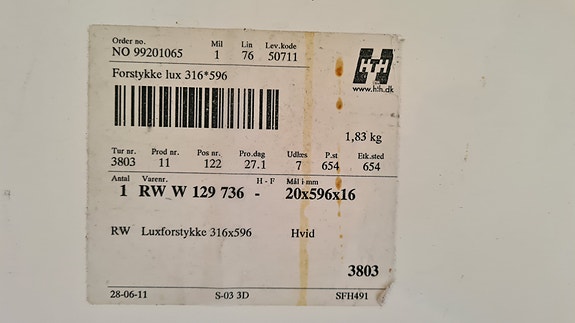 Order no. Mil Lin Lev.kode
NO 99201065 1 76 50711
HTH
www.hth.dk
Forstykke lux 316*596
1,83 kg
Tur nr. Prod nr. Pos nr. Pro.dag Udkes P.st Etk.sted
3803 11 122 27.1 7 654 654
Antal Varenr. H - F Mål i mm
1 RW W 129 736 - 20x596x16
RW Luxforstykke 316x596 Hvid
3803
28-06-11 S-03 3D SFH491